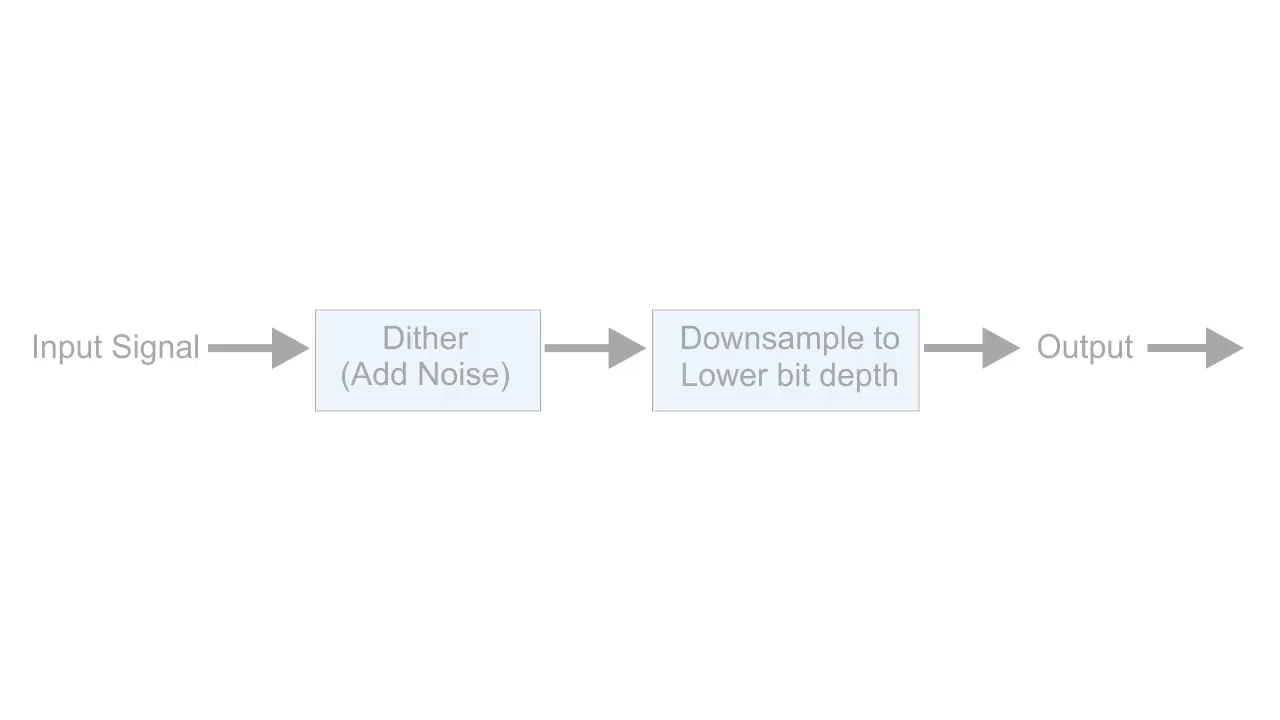 Input Signal
Dither
(Add Noise)
Downsample to
Lower bit depth
Output